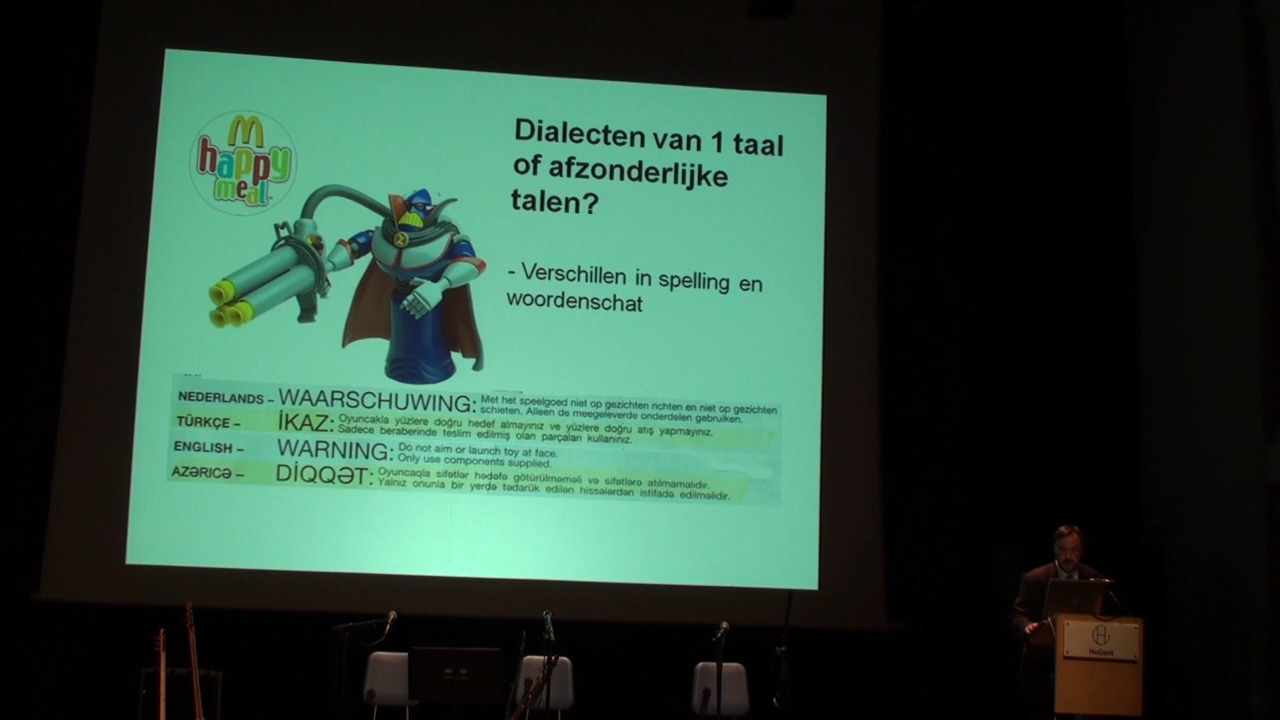 M
happy
meal
Dialecten van 1 taal
of afzonderlijke
talen?
- Verschillen in spelling en
woordenschat
NEDERLANDS – WAARSCHUWING: Met het speelgoed niet op gezichten richten en niet op gezichten
schieten. Alleen de meegeleverde onderdelen gebruiken.
TÜRKÇE – İKAZ: Oyuncakla yüzlere doğru hedef almayınız ve yüzlere doğru atış yapmayınız.
Sadece beraberinde teslim edilmiş olan parçaları kullanınız.
ENGLISH – WARNING: Do not aim or launch toy at face.
Only use components supplied.
AZƏRICƏ – DİQQƏT: Oyuncaqla sifətlər hədəfə götürülməməli və sifətlərə atılmamalıdır.
Yalnız onunla bir yerdə tədarük edilən hissələrdən istifadə edilməlidir.
HoGent